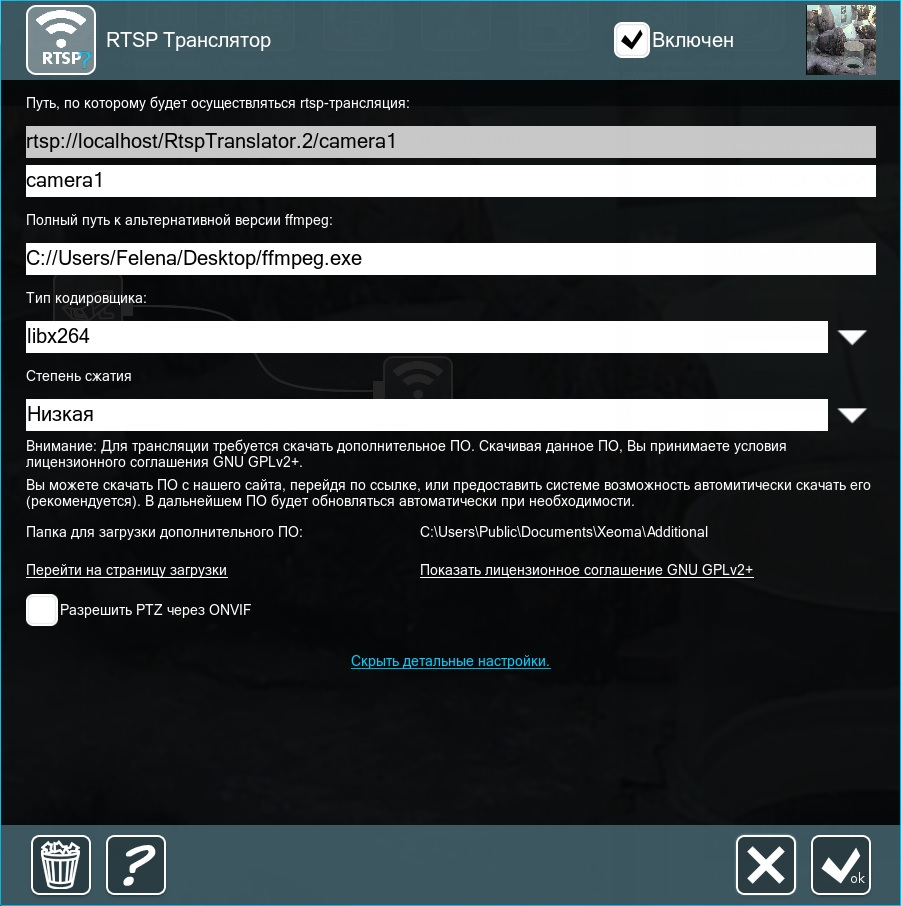 RTSP?
RTSP Транслятор
Включен
Путь, по которому будет осуществляться rtsp-трансляция:
rtsp://localhost/RtspTranslator.2/camera1
camera1
Полный путь к альтернативной версии ffmpeg:
C://Users/Felena/Desktop/ffmpeg.exe
Тип кодировщика:
libx264
Степень сжатия
Низкая
Внимание: Для трансляции требуется скачать дополнительное ПО. Скачивая данное ПО, Вы принимаете условия
лицензионного соглашения GNU GPLv2+.
Вы можете скачать ПО с нашего сайта, перейдя по ссылке, или предоставить системе возможность автомитически скачать его
(рекомендуется). В дальнейшем ПО будет обновляться автоматически при необходимости.
Папка для загрузки дополнительного ПО: C:\Users\Public\Documents\Xeoma\Additional
Перейти на страницу загрузки Показать лицензионное соглашение GNU GPLv2+
Разрешить PTZ через ONVIF
Скрыть детальные настройки.
? ok